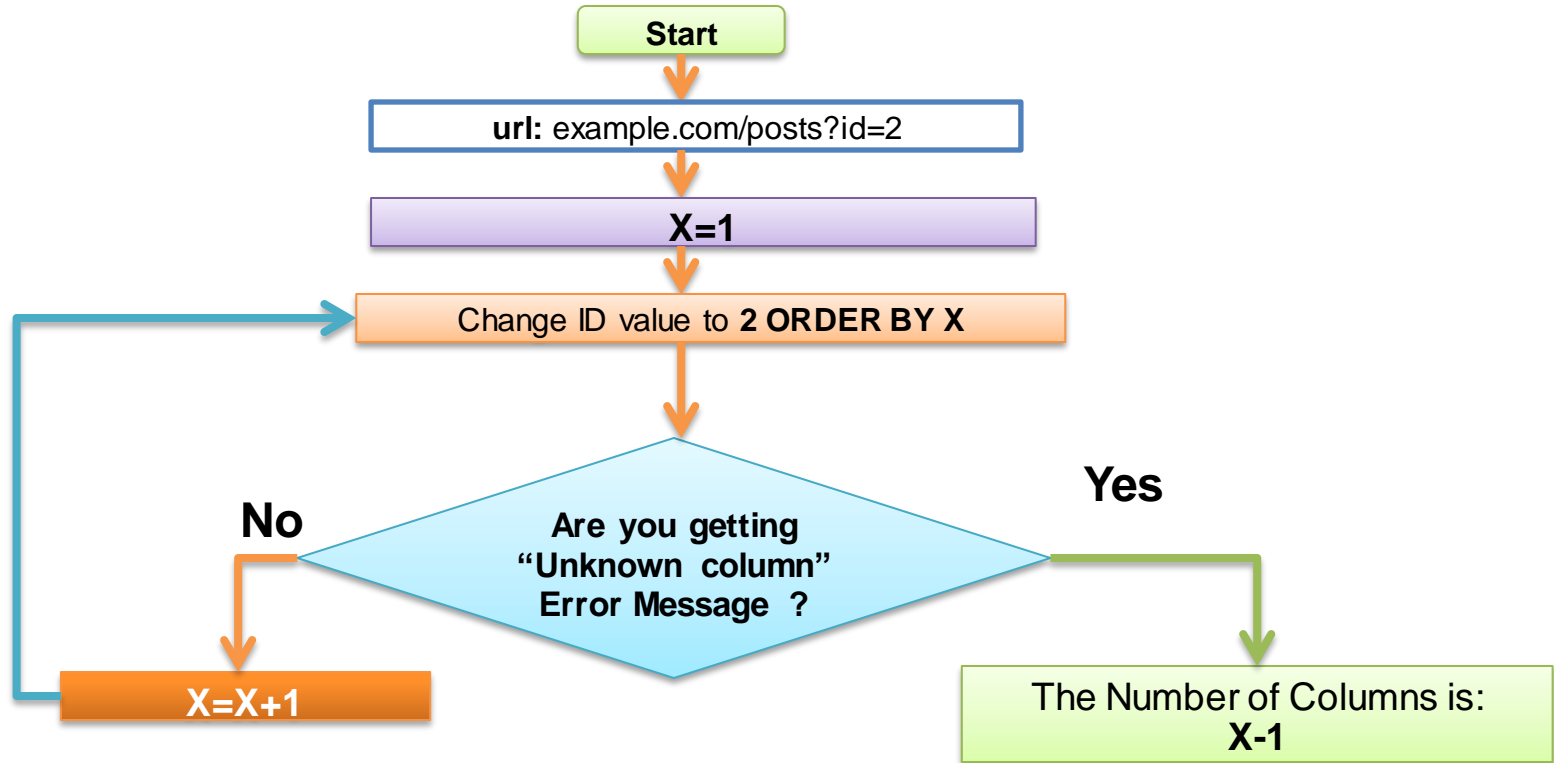 Start
url: example.com/posts?id=2
X=1
Change ID value to 2 ORDER BY X
Yes
No
Are you getting
“Unknown column”
Error Message ?
X=X+1
The Number of Columns is:
X-1